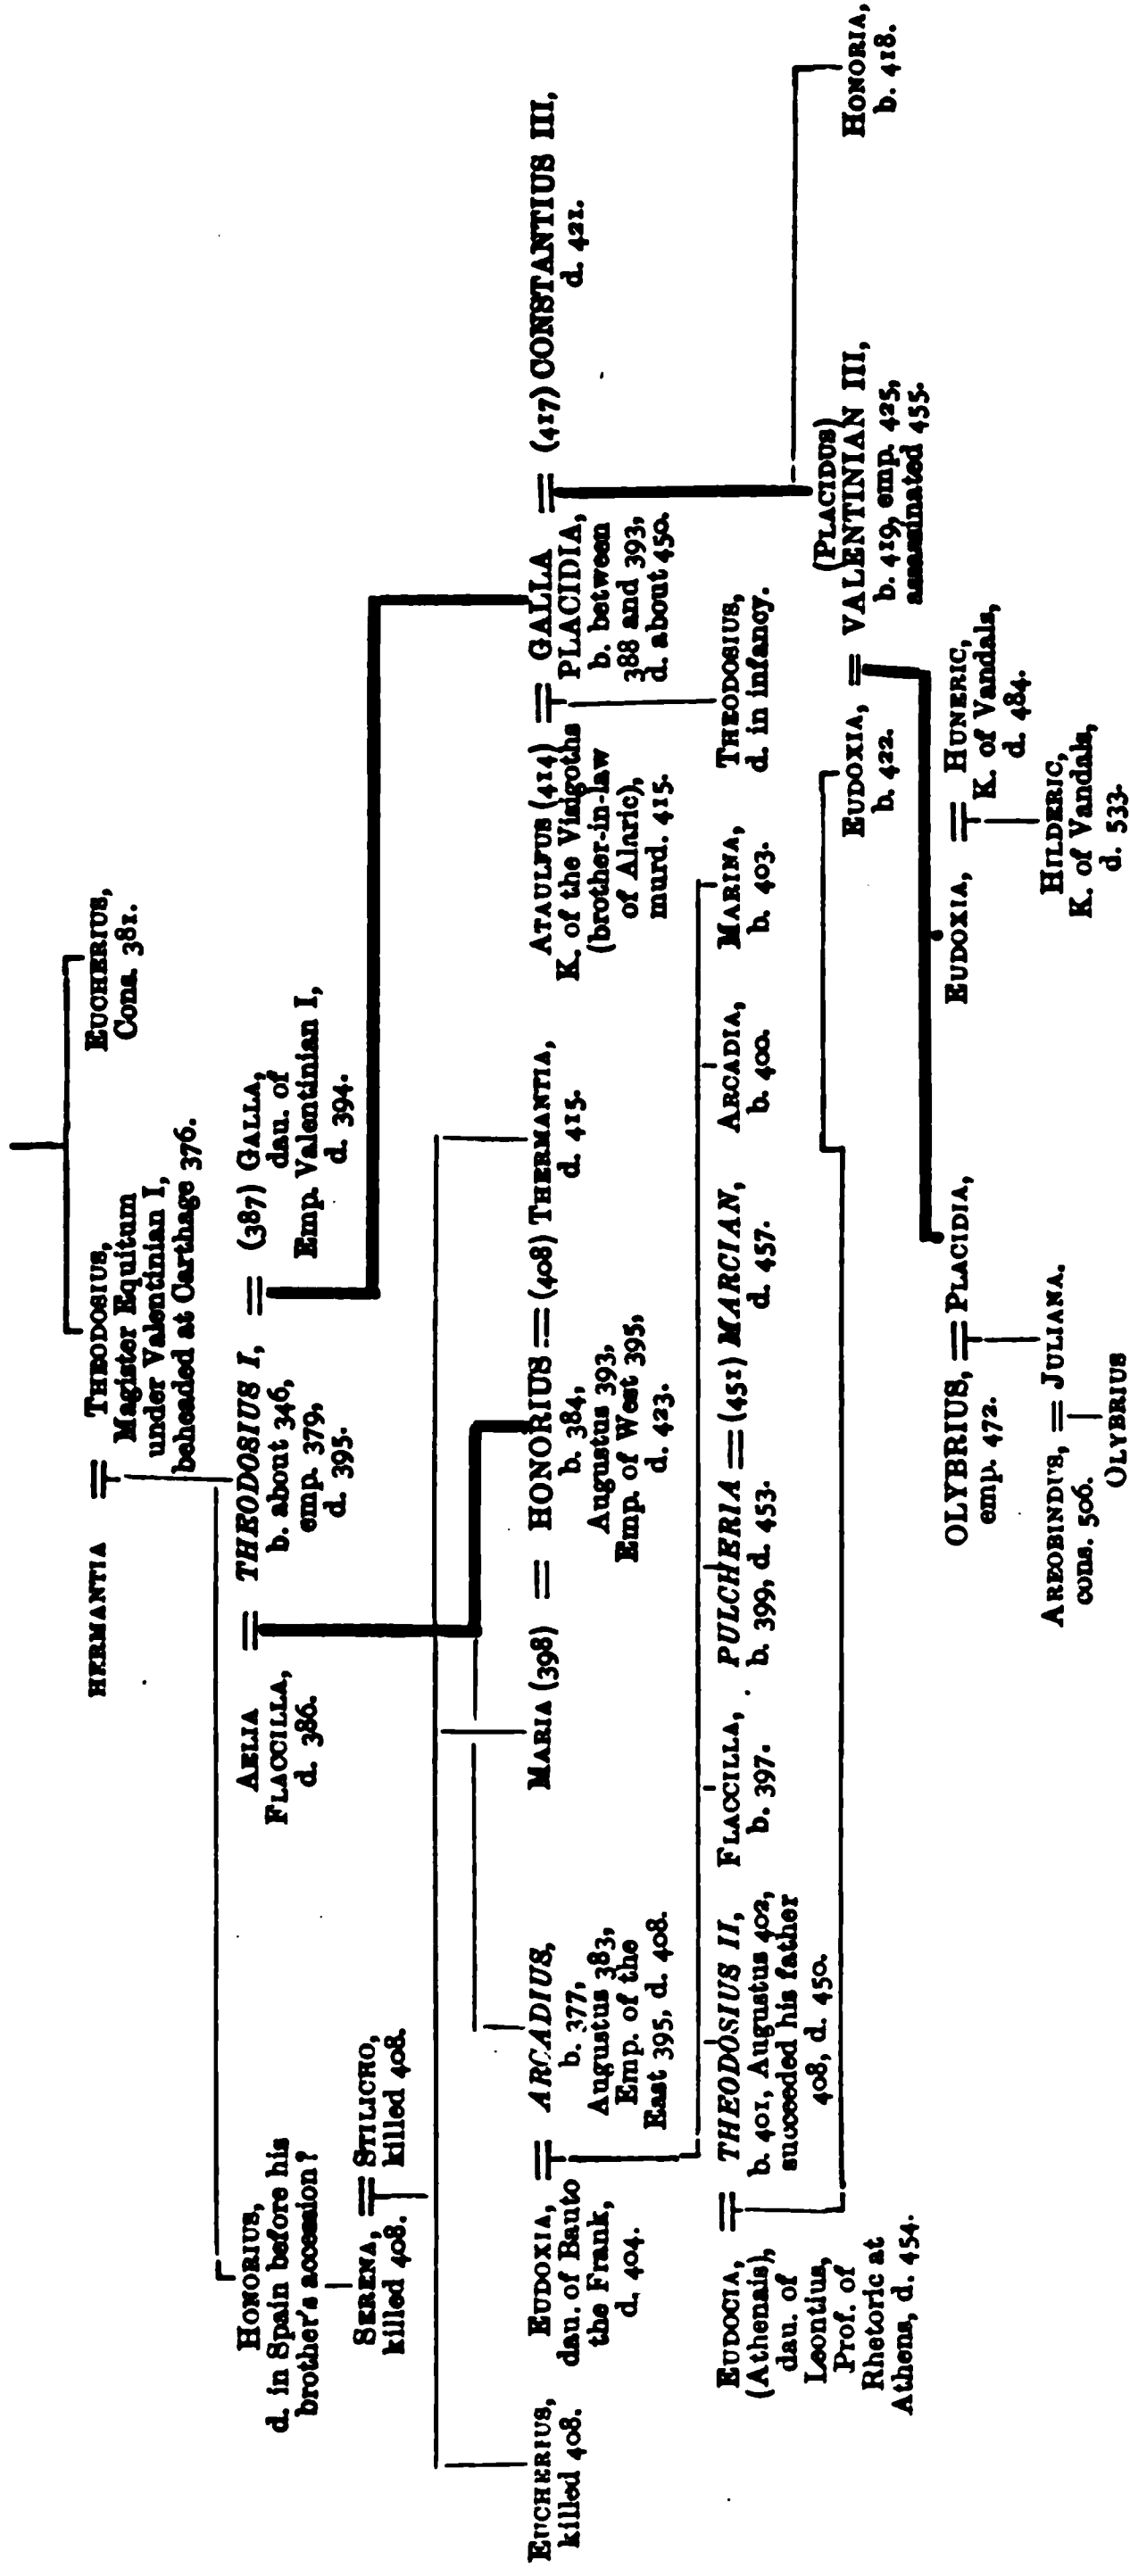 HERMANTIA = THEODOSIUS,
Magister Equitum
under Valentinian I,
beheaded at Carthage 376.
EUCHERIUS,
Cons. 381.
HONORIUS,
d. in Spain before his
brother's accession?
AELIA
FLACCILLA,
d. 386.
= THEODOSIUS I,
b. about 346,
emp. 379,
d. 395.
= (387) GALLA,
dau. of
Emp. Valentinian I,
d. 394.
SERENA,
killed 408.
= STILICHO,
killed 408.
EUCHERIUS,
killed 408.
EUDOXIA,
dau. of Bauto
the Frank,
d. 404.
= ARCADIUS,
b. 377,
Augustus 383,
Emp. of the
East 395, d. 408.
MARIA (398) = HONORIUS = (408) THERMANTIA,
b. 384,
Augustus 393,
Emp. of West 395,
d. 423.
d. 415.
ATAULFUS (414)
K. of the Visigoths
(brother-in-law
of Alaric),
murd. 415.
= GALLA
PLACIDIA,
b. between
388 and 393,
d. about 450.
= (417) CONSTANTIUS III,
d. 421.
EUDOCIA,
(Athenais),
dau. of
Leontius,
Prof. of
Rhetoric at
Athens, d. 454.
= THEODOSIUS II,
b. 401, Augustus 402,
succeeded his father
408, d. 450.
FLACCILLA,
b. 397.
PULCHERIA = (451) MARCIAN,
b. 399, d. 453.
d. 457.
ARCADIA,
b. 400.
MARINA,
b. 403.
THEODOSIUS,
d. in infancy.
EUDOXIA,
b. 422.
= (PLACIDUS)
VALENTINIAN III,
b. 419, emp. 425,
assassinated 455.
HONORIA,
b. 418.
OLYBRIUS, = PLACIDIA,
emp. 472.
EUDOXIA, = HUNERIC,
K. of Vandals,
d. 484.
AREOBINDUS, = JULIANA.
cons. 506.
HILDERIC,
K. of Vandals,
d. 533.
OLYBRIUS